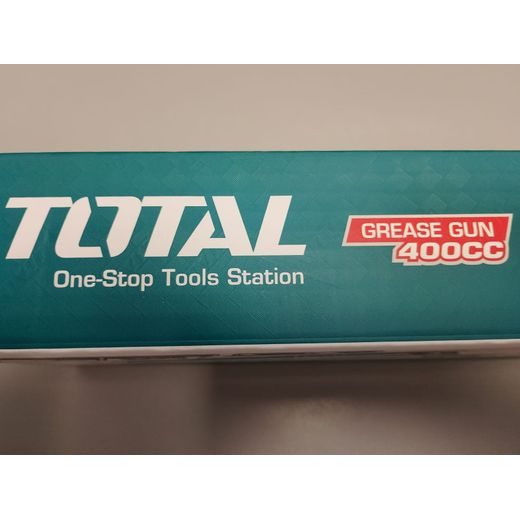 TOTAL
One-Stop Tools Station
GREASE GUN
400CC